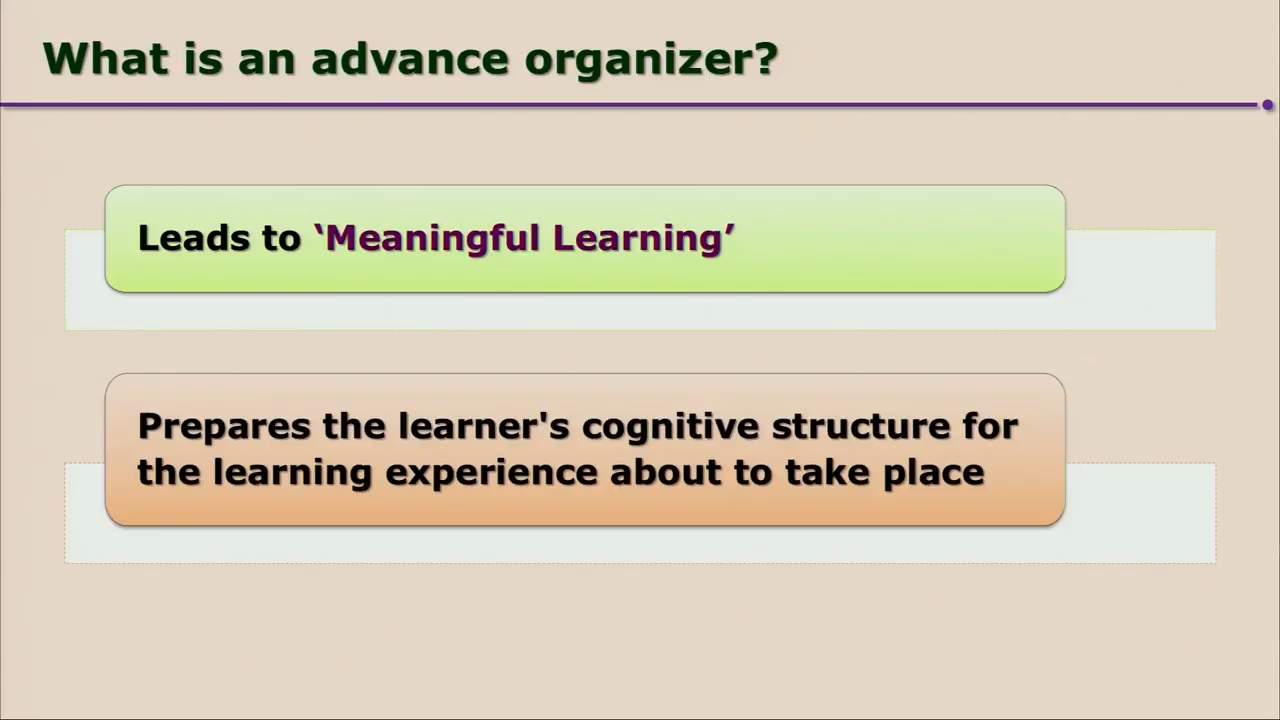 What is an advance organizer?
Leads to ‘Meaningful Learning’
Prepares the learner's cognitive structure for
the learning experience about to take place